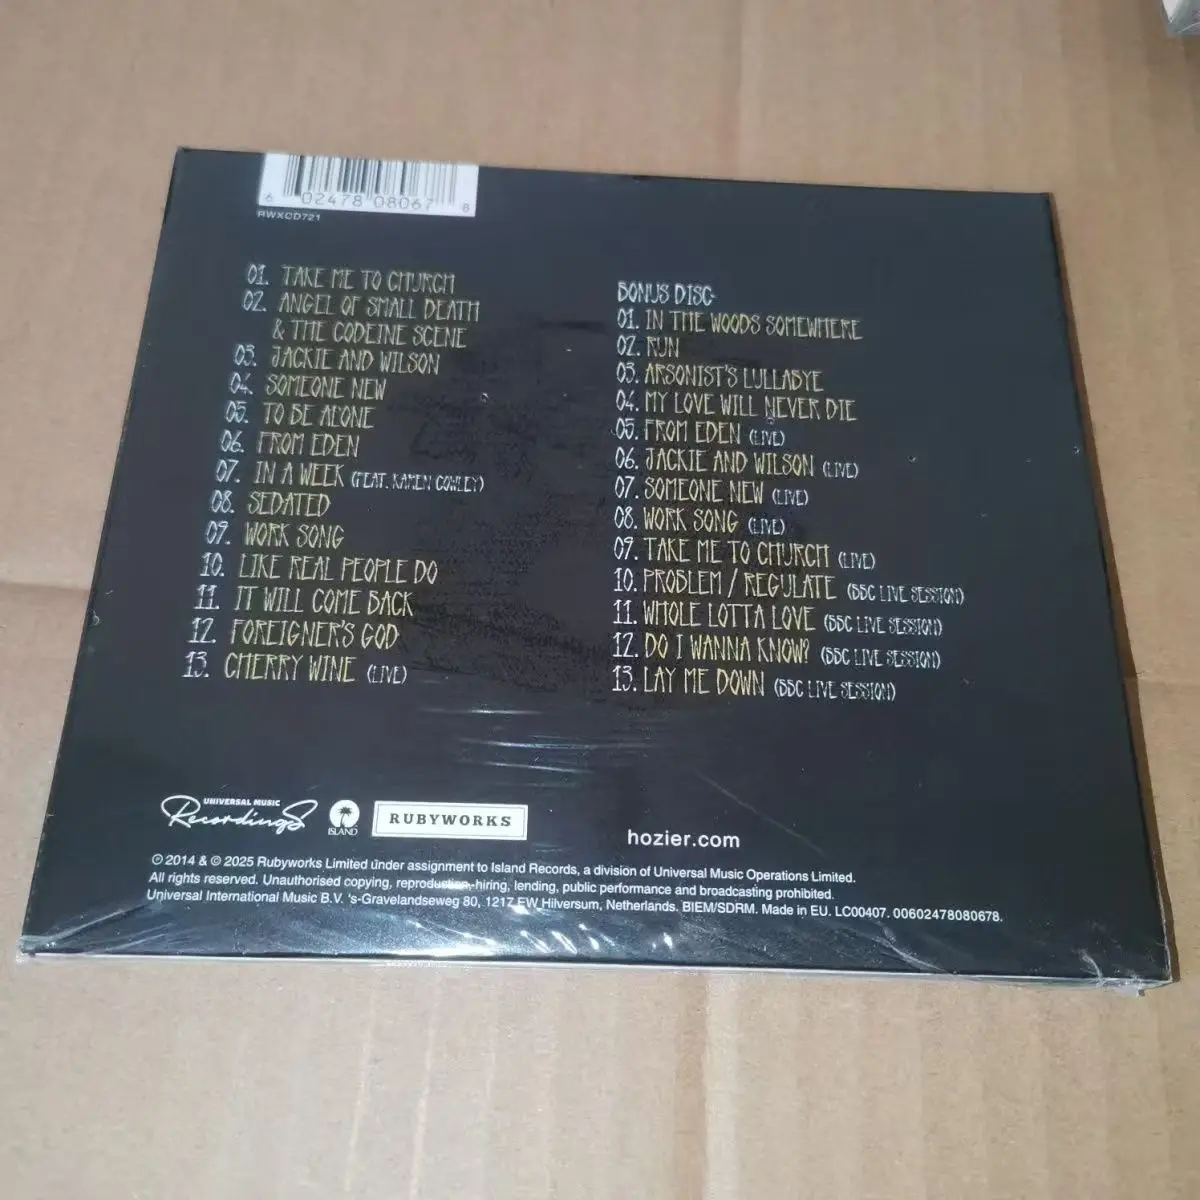 6 02478 08067 8
RWXCD721
01. TAKE ME TO CHURCH
02. ANGEL OF SMALL DEATH
& THE CODEINE SCENE
03. JACKIE AND WILSON
04. SOMEONE NEW
05. TO BE ALONE
06. FROM EDEN
07. IN A WEEK (FEAT. KAREN COWLEY)
08. SEDATED
09. WORK SONG
10. LIKE REAL PEOPLE DO
11. IT WILL COME BACK
12. FOREIGNER'S GOD
13. CHERRY WINE (LIVE)
BONUS DISC-
01. IN THE WOODS SOMEWHERE
02. RUN
03. ARSONIST'S LULLABYE
04. MY LOVE WILL NEVER DIE
05. FROM EDEN (LIVE)
06. JACKIE AND WILSON (LIVE)
07. SOMEONE NEW (LIVE)
08. WORK SONG (LIVE)
09. TAKE ME TO CHURCH (LIVE)
10. PROBLEM / REGULATE (BBC LIVE SESSION)
11. WHOLE LOTTA LOVE (BBC LIVE SESSION)
12. DO I WANNA KNOW? (BBC LIVE SESSION)
13. LAY ME DOWN (BBC LIVE SESSION)
UNIVERSAL MUSIC
Recordings
ISLAND
RUBYWORKS
hozier.com
℗ 2014 & © 2025 Rubyworks Limited under assignment to Island Records, a division of Universal Music Operations Limited.
All rights reserved. Unauthorised copying, reproduction, hiring, lending, public performance and broadcasting prohibited.
Universal International Music B.V. 's-Gravelandseweg 80, 1217 EW Hilversum, Netherlands. BIEM/SDRM. Made in EU. LC00407. 00602478080678.